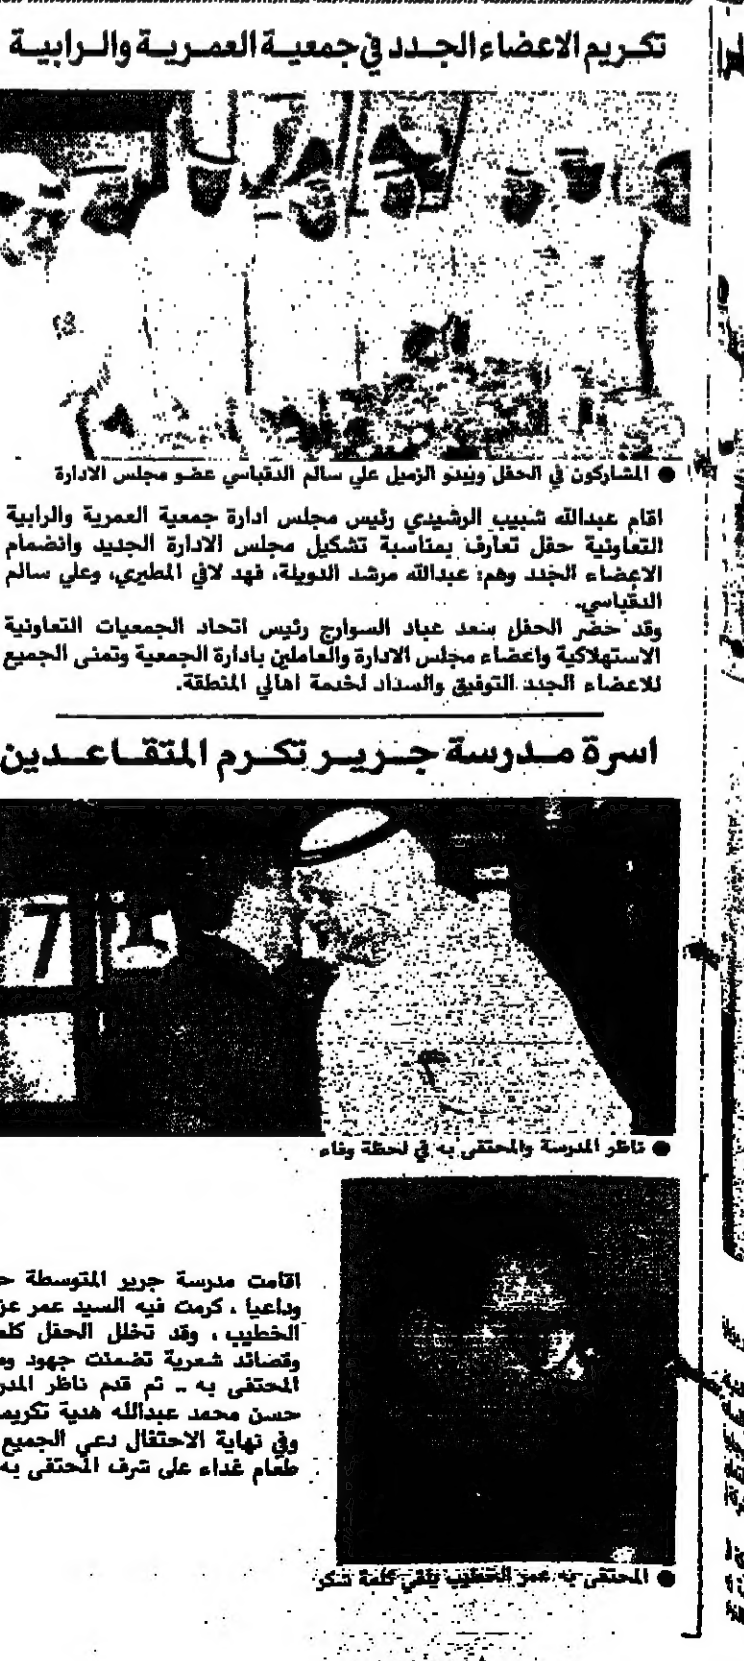 تكريم الاعضاء الجدد في جمعية العمرية والرابية
● المشاركون في الحفل ويبدو الزميل علي سالم الدقباسي عضو مجلس الادارة
اقام عبدالله شبيب الرشيدي رئيس مجلس ادارة جمعية العمرية والرابية
التعاونية حفل تعارف بمناسبة تشكيل مجلس الادارة الجديد وانضمام
الاعضاء الجدد وهم: عبدالله مرشد الدويلة، فهد لافي المطيري، وعلي سالم
الدقباسي.
وقد حضر الحفل سعد عباد السوارج رئيس اتحاد الجمعيات التعاونية
الاستهلاكية واعضاء مجلس الادارة والعاملين بادارة الجمعية وتمنى الجميع
للاعضاء الجدد التوفيق والسداد لخدمة اهالي المنطقة.
اسرة مدرسة جرير تكرم المتقاعدين
7
● ناظر المدرسة والمحتفى به في لحظة وفاء
اقامت مدرسة جرير المتوسطة
وداعيا، كرمت فيه السيد عمر
الخطيب، وقد تخلل الحفل
وقصائد شعرية تضمنت جهود
المحتفى به ـ ثم قدم ناظر
حسن محمد عبدالله هدية
وفي نهاية الاحتفال دعي الجميع
طعام غداء على شرف المحتفى به
● المحتفى به عمر الخطيب يلقي كلمة شكر